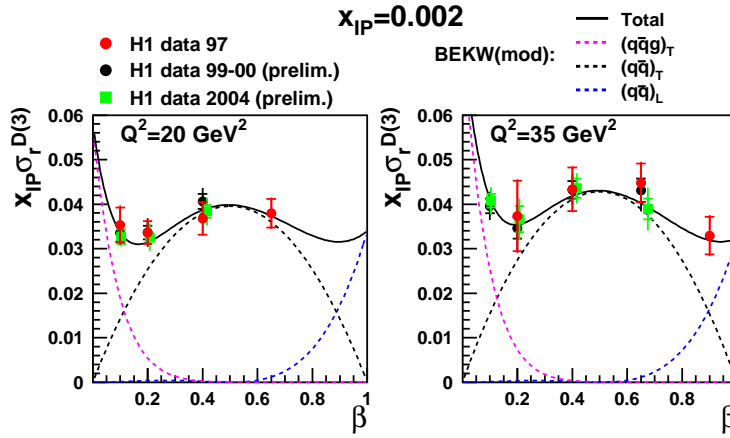 x_IP=0.002
H1 data 97
H1 data 99-00 (prelim.)
H1 data 2004 (prelim.)
BEKW(mod):
Total
(qq̄g)_T
(qq̄)_T
(qq̄)_L
x_IP σ_r^D(3)
Q²=20 GeV²
0.06
0.05
0.04
0.03
0.02
0.01
0
0.2 0.4 0.6 0.8 1
β
x_IP σ_r^D(3)
Q²=35 GeV²
0.06
0.05
0.04
0.03
0.02
0.01
0
0.2 0.4 0.6 0.8
β